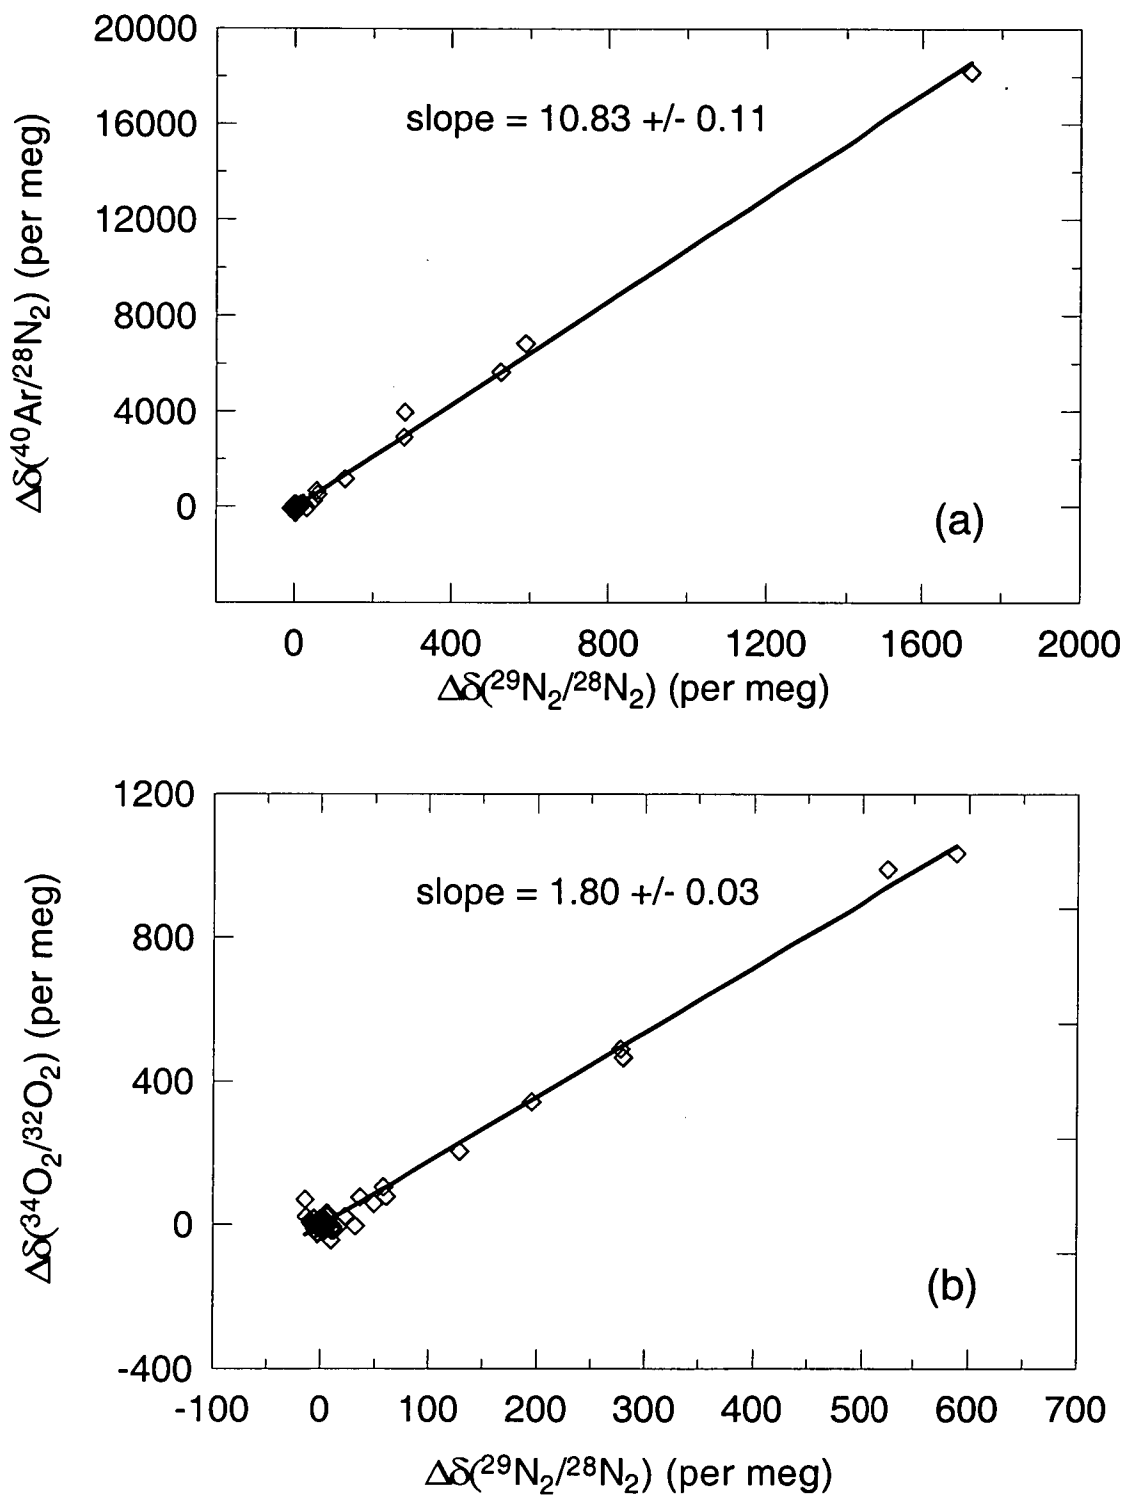 20000
16000
12000
8000
4000
0
Δδ(⁴⁰Ar/²⁸N₂) (per meg)
slope = 10.83 +/- 0.11
(a)
0 400 800 1200 1600 2000
Δδ(²⁹N₂/²⁸N₂) (per meg)
1200
800
400
0
-400
Δδ(³⁴O₂/³²O₂) (per meg)
slope = 1.80 +/- 0.03
(b)
-100 0 100 200 300 400 500 600 700
Δδ(²⁹N₂/²⁸N₂) (per meg)